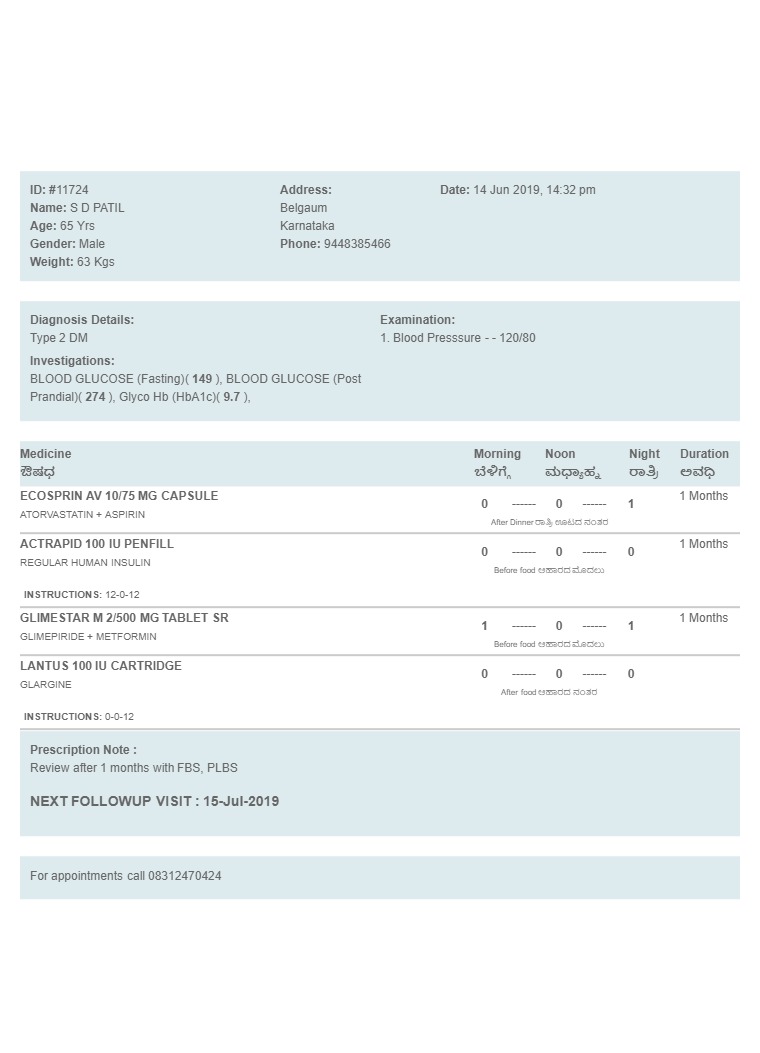 ID: #11724
Name: S D PATIL
Age: 65 Yrs
Gender: Male
Weight: 63 Kgs
Address:
Belgaum
Karnataka
Phone: 9448385466
Date: 14 Jun 2019, 14:32 pm
Diagnosis Details:
Type 2 DM
Investigations:
BLOOD GLUCOSE (Fasting)( 149 ), BLOOD GLUCOSE (Post
Prandial)( 274 ), Glyco Hb (HbA1c)( 9.7 ),
Examination:
1. Blood Presssure - - 120/80
Medicine Morning Noon Night Duration
ಔಷಧ ಬೆಳಿಗ್ಗೆ ಮಧ್ಯಾಹ್ನ ರಾತ್ರಿ ಅವಧಿ
ECOSPRIN AV 10/75 MG CAPSULE 1 Months
0 ------ 0 ------ 1
ATORVASTATIN + ASPIRIN
After Dinner ರಾತ್ರಿ ಊಟದ ನಂತರ
ACTRAPID 100 IU PENFILL 1 Months
0 ------ 0 ------ 0
REGULAR HUMAN INSULIN
Before food ಆಹಾರದ ಮೊದಲು
INSTRUCTIONS: 12-0-12
GLIMESTAR M 2/500 MG TABLET SR 1 Months
1 ------ 0 ------ 1
GLIMEPIRIDE + METFORMIN
Before food ಆಹಾರದ ಮೊದಲು
LANTUS 100 IU CARTRIDGE
0 ------ 0 ------ 0
GLARGINE
After food ಆಹಾರದ ನಂತರ
INSTRUCTIONS: 0-0-12
Prescription Note :
Review after 1 months with FBS, PLBS
NEXT FOLLOWUP VISIT : 15-Jul-2019
For appointments call 08312470424